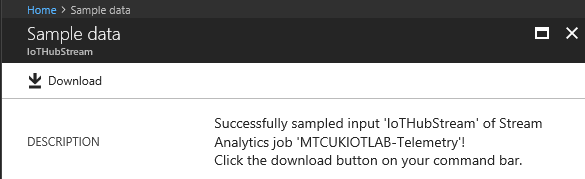 Home > Sample data
Sample data
IoTHubStream
Download
DESCRIPTION
Successfully sampled input 'IoTHubStream' of Stream
Analytics job 'MTCUKIOTLAB-Telemetry'!
Click the download button on your command bar.